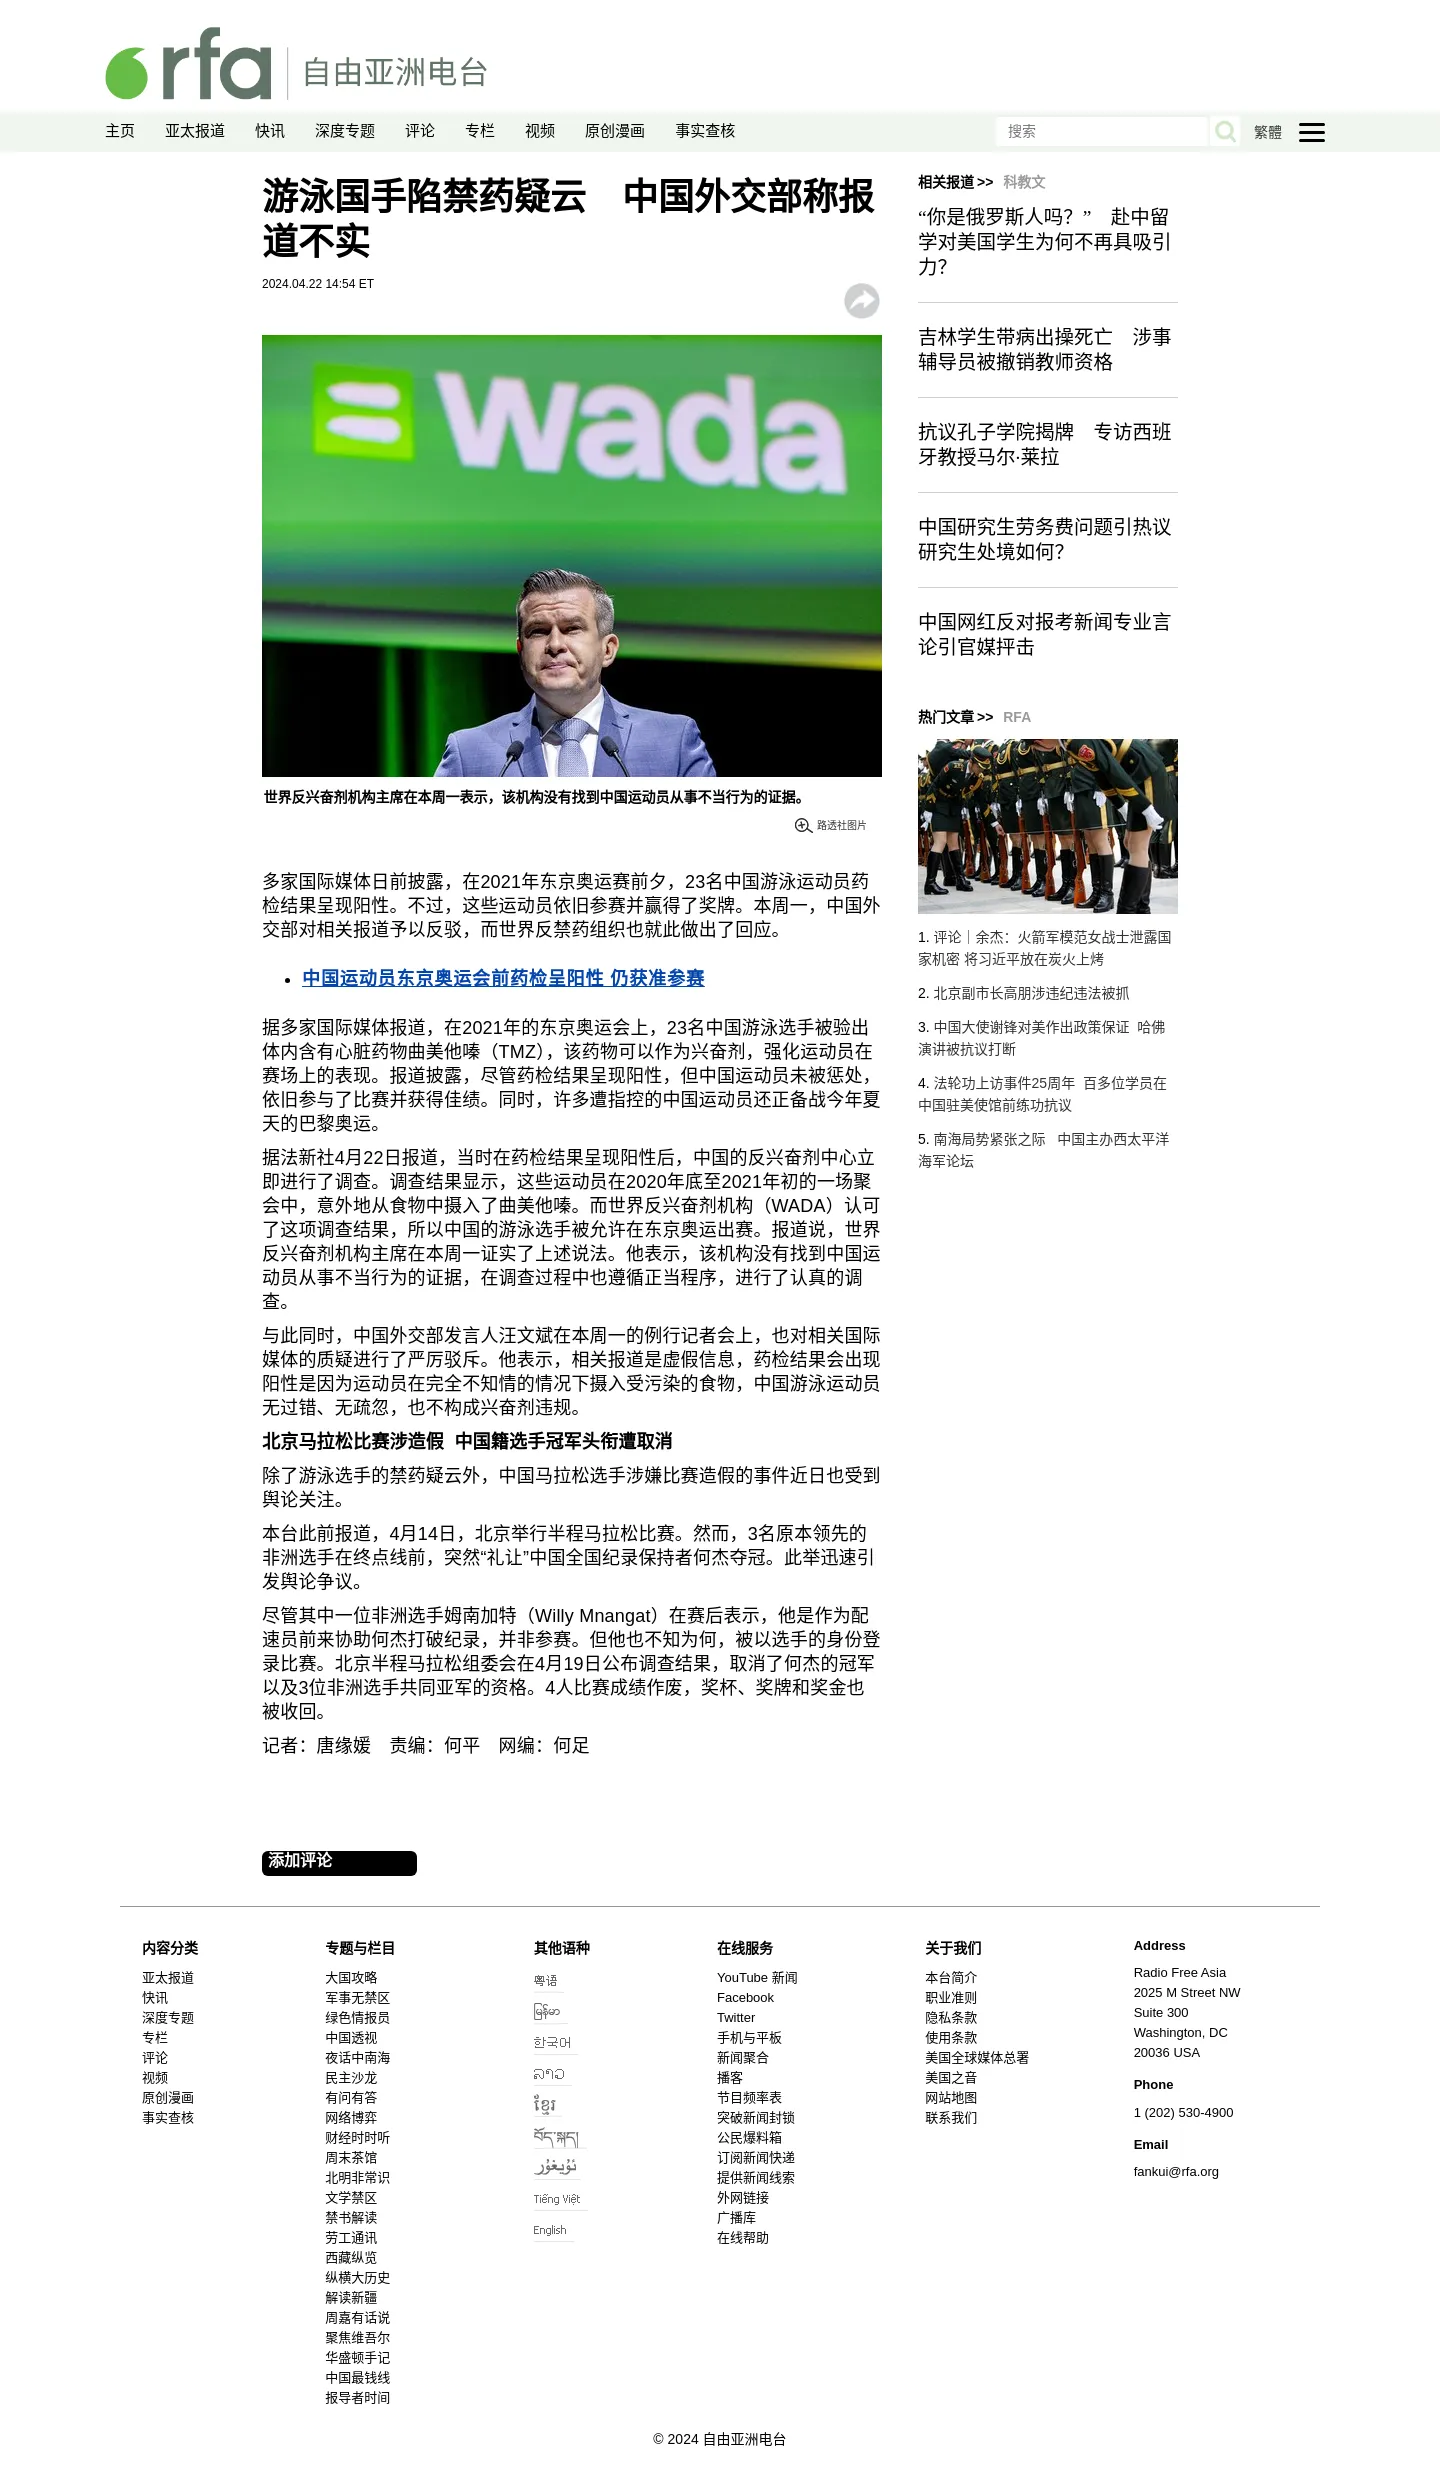 rfa 自由亚洲电台
主页 亚太报道 快讯 深度专题 评论 专栏 视频 原创漫画 事实查核 搜索 繁體
游泳国手陷禁药疑云　中国外交部称报
道不实
2024.04.22 14:54 ET
wada
世界反兴奋剂机构主席在本周一表示，该机构没有找到中国运动员从事不当行为的证据。
路透社图片
多家国际媒体日前披露，在2021年东京奥运赛前夕，23名中国游泳运动员药
检结果呈现阳性。不过，这些运动员依旧参赛并赢得了奖牌。本周一，中国外
交部对相关报道予以反驳，而世界反禁药组织也就此做出了回应。
中国运动员东京奥运会前药检呈阳性 仍获准参赛
据多家国际媒体报道，在2021年的东京奥运会上，23名中国游泳选手被验出
体内含有心脏药物曲美他嗪（TMZ），该药物可以作为兴奋剂，强化运动员在
赛场上的表现。报道披露，尽管药检结果呈现阳性，但中国运动员未被惩处，
依旧参与了比赛并获得佳绩。同时，许多遭指控的中国运动员还正备战今年夏
天的巴黎奥运。
据法新社4月22日报道，当时在药检结果呈现阳性后，中国的反兴奋剂中心立
即进行了调查。调查结果显示，这些运动员在2020年底至2021年初的一场聚
会中，意外地从食物中摄入了曲美他嗪。而世界反兴奋剂机构（WADA）认可
了这项调查结果，所以中国的游泳选手被允许在东京奥运出赛。报道说，世界
反兴奋剂机构主席在本周一证实了上述说法。他表示，该机构没有找到中国运
动员从事不当行为的证据，在调查过程中也遵循正当程序，进行了认真的调
查。
与此同时，中国外交部发言人汪文斌在本周一的例行记者会上，也对相关国际
媒体的质疑进行了严厉驳斥。他表示，相关报道是虚假信息，药检结果会出现
阳性是因为运动员在完全不知情的情况下摄入受污染的食物，中国游泳运动员
无过错、无疏忽，也不构成兴奋剂违规。
北京马拉松比赛涉造假 中国籍选手冠军头衔遭取消
除了游泳选手的禁药疑云外，中国马拉松选手涉嫌比赛造假的事件近日也受到
舆论关注。
本台此前报道，4月14日，北京举行半程马拉松比赛。然而，3名原本领先的
非洲选手在终点线前，突然“礼让”中国全国纪录保持者何杰夺冠。此举迅速引
发舆论争议。
尽管其中一位非洲选手姆南加特（Willy Mnangat）在赛后表示，他是作为配
速员前来协助何杰打破纪录，并非参赛。但他也不知为何，被以选手的身份登
录比赛。北京半程马拉松组委会在4月19日公布调查结果，取消了何杰的冠军
以及3位非洲选手共同亚军的资格。4人比赛成绩作废，奖杯、奖牌和奖金也
被收回。
记者：唐缘媛　责编：何平　网编：何足
添加评论
相关报道 >> 科教文
“你是俄罗斯人吗？”　赴中留
学对美国学生为何不再具吸引
力？
吉林学生带病出操死亡　涉事
辅导员被撤销教师资格
抗议孔子学院揭牌　专访西班
牙教授马尔·莱拉
中国研究生劳务费问题引热议
研究生处境如何？
中国网红反对报考新闻专业言
论引官媒抨击
热门文章 >> RFA
1. 评论｜余杰：火箭军模范女战士泄露国
家机密 将习近平放在炭火上烤
2. 北京副市长高朋涉违纪违法被抓
3. 中国大使谢锋对美作出政策保证 哈佛
演讲被抗议打断
4. 法轮功上访事件25周年 百多位学员在
中国驻美使馆前练功抗议
5. 南海局势紧张之际 中国主办西太平洋
海军论坛
内容分类
亚太报道
快讯
深度专题
专栏
评论
视频
原创漫画
事实查核
专题与栏目
大国攻略
军事无禁区
绿色情报员
中国透视
夜话中南海
民主沙龙
有问有答
网络博弈
财经时时听
周末茶馆
北明非常识
文学禁区
禁书解读
劳工通讯
西藏纵览
纵横大历史
解读新疆
周嘉有话说
聚焦维吾尔
华盛顿手记
中国最钱线
报导者时间
其他语种
粤语
မြန်မာ
한국어
ລາວ
ខ្មែរ
བོད་སྐད།
ئۇيغۇر
Tiếng Việt
English
在线服务
YouTube 新闻
Facebook
Twitter
手机与平板
新闻聚合
播客
节目频率表
突破新闻封锁
公民爆料箱
订阅新闻快递
提供新闻线索
外网链接
广播库
在线帮助
关于我们
本台简介
职业准则
隐私条款
使用条款
美国全球媒体总署
美国之音
网站地图
联系我们
Address
Radio Free Asia
2025 M Street NW
Suite 300
Washington, DC
20036 USA
Phone
1 (202) 530-4900
Email
fankui@rfa.org
© 2024 自由亚洲电台